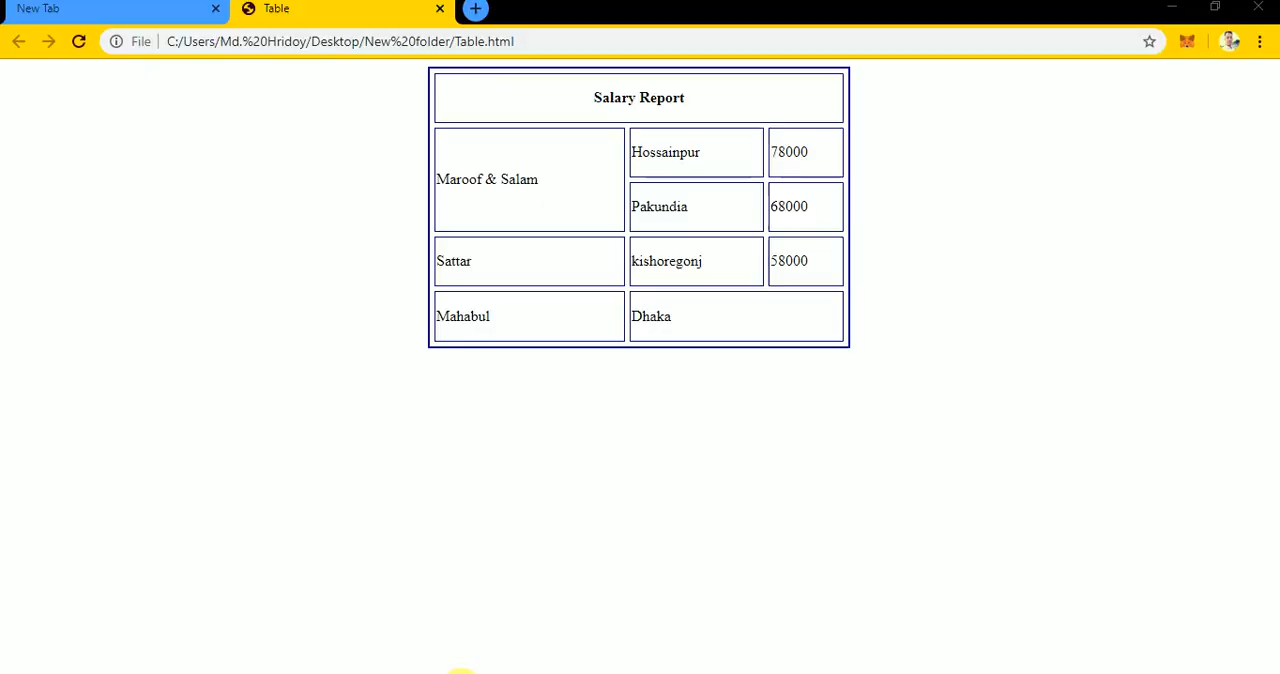 New Tab
Table
File
C:/Users/Md.%20Hridoy/Desktop/New%20folder/Table.html
Salary Report
Maroof & Salam
Hossainpur
78000
Pakundia
68000
Sattar
kishoregonj
58000
Mahabul
Dhaka